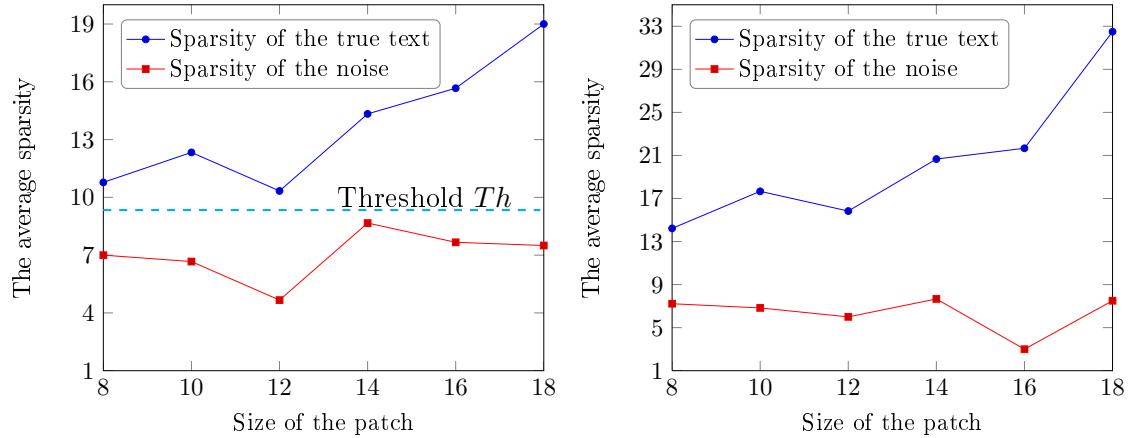 19
16
13
10
7
4
1
The average sparsity
Sparsity of the true text
Sparsity of the noise
Threshold Th
8 10 12 14 16 18
Size of the patch
33
29
25
21
17
13
9
5
1
The average sparsity
Sparsity of the true text
Sparsity of the noise
8 10 12 14 16 18
Size of the patch